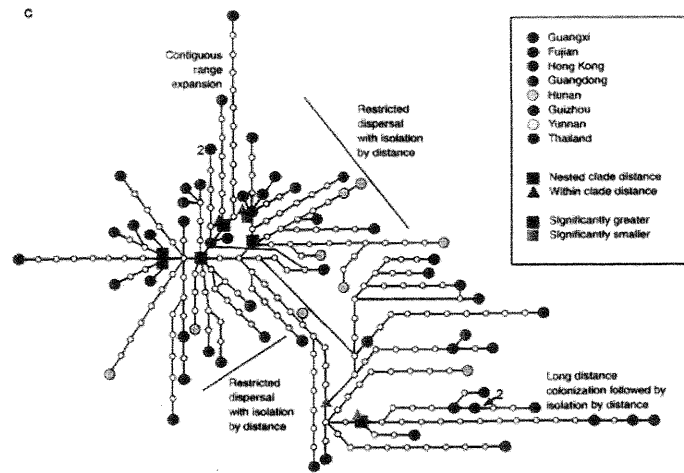 c
Contiguous
range
expansion
2
Restricted
dispersal
with isolation
by distance
Guangxi
Fujian
Hong Kong
Guangdong
Hunan
Guizhou
Yunnan
Thailand
Nested clade distance
Within clade distance
Significantly greater
Significantly smaller
Restricted
dispersal
with isolation
by distance
Long distance
colonization followed by
isolation by distance
2